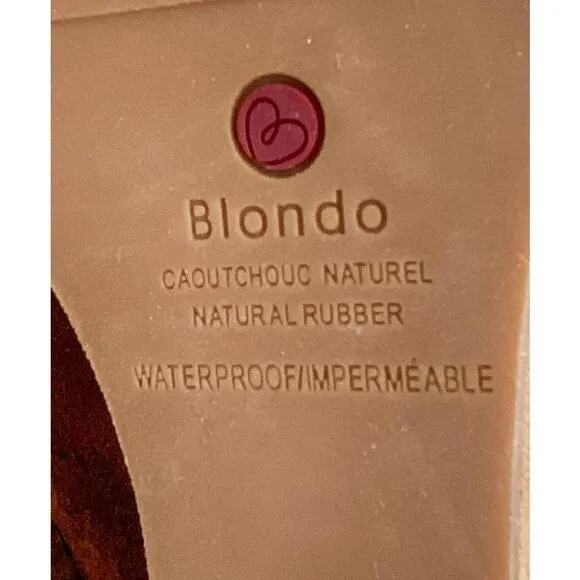 Blondo
CAOUTCHOUC NATUREL
NATURAL RUBBER
WATERPROOF/IMPERMÉABLE